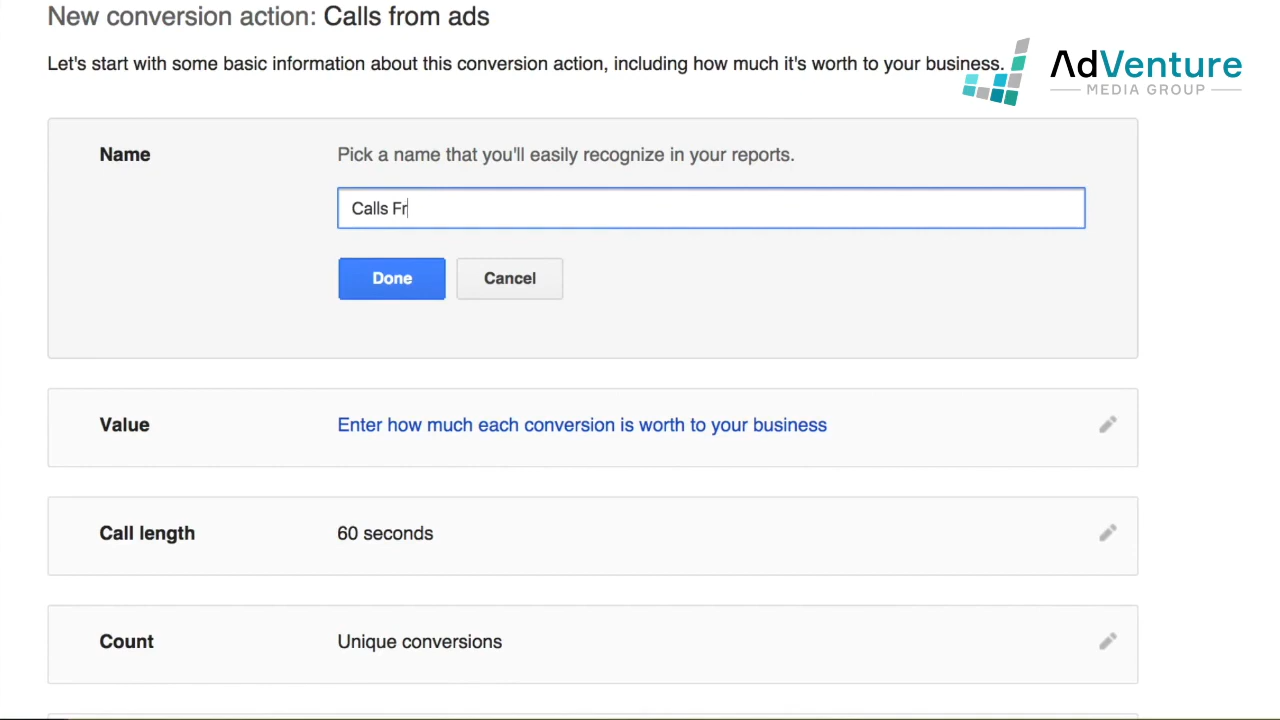 New conversion action: Calls from ads
Let's start with some basic information about this conversion action, including how much it's worth to your business.
AdVenture
MEDIA GROUP
Name
Pick a name that you'll easily recognize in your reports.
Calls Fr
Done
Cancel
Value
Enter how much each conversion is worth to your business
Call length
60 seconds
Count
Unique conversions